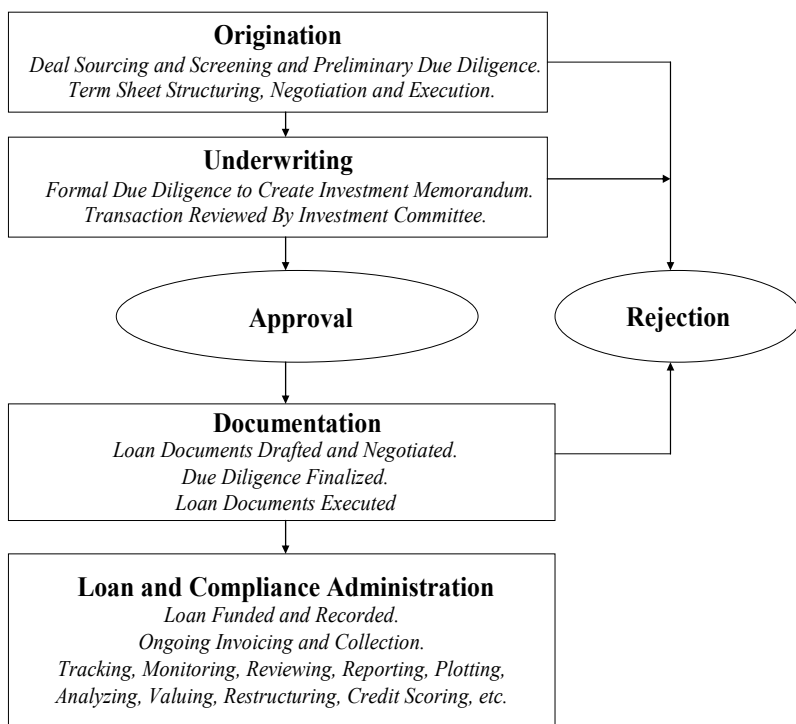 Origination
Deal Sourcing and Screening and Preliminary Due Diligence.
Term Sheet Structuring, Negotiation and Execution.
Underwriting
Formal Due Diligence to Create Investment Memorandum.
Transaction Reviewed By Investment Committee.
Approval
Rejection
Documentation
Loan Documents Drafted and Negotiated.
Due Diligence Finalized.
Loan Documents Executed
Loan and Compliance Administration
Loan Funded and Recorded.
Ongoing Invoicing and Collection.
Tracking, Monitoring, Reviewing, Reporting, Plotting,
Analyzing, Valuing, Restructuring, Credit Scoring, etc.